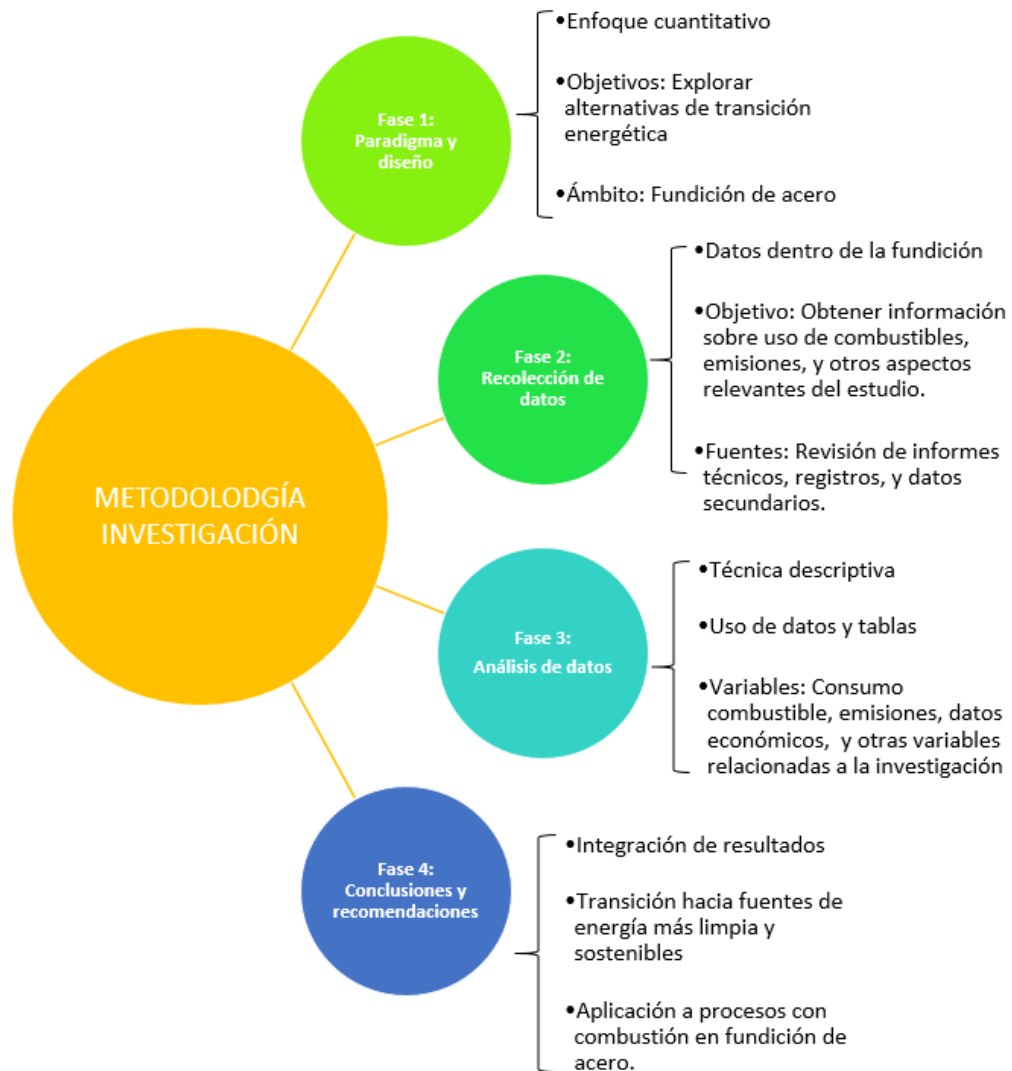 METODOLODGÍA
INVESTIGACIÓN
Fase 1:
Paradigma y
diseño
•Enfoque cuantitativo
•Objetivos: Explorar
alternativas de transición
energética
•Ámbito: Fundición de acero
Fase 2:
Recolección de
datos
•Datos dentro de la fundición
•Objetivo: Obtener información
sobre uso de combustibles,
emisiones, y otros aspectos
relevantes del estudio.
•Fuentes: Revisión de informes
técnicos, registros, y datos
secundarios.
Fase 3:
Análisis de datos
•Técnica descriptiva
•Uso de datos y tablas
•Variables: Consumo
combustible, emisiones, datos
económicos, y otras variables
relacionadas a la investigación
Fase 4:
Conclusiones y
recomendaciones
•Integración de resultados
•Transición hacia fuentes de
energía más limpia y
sostenibles
•Aplicación a procesos con
combustión en fundición de
acero.